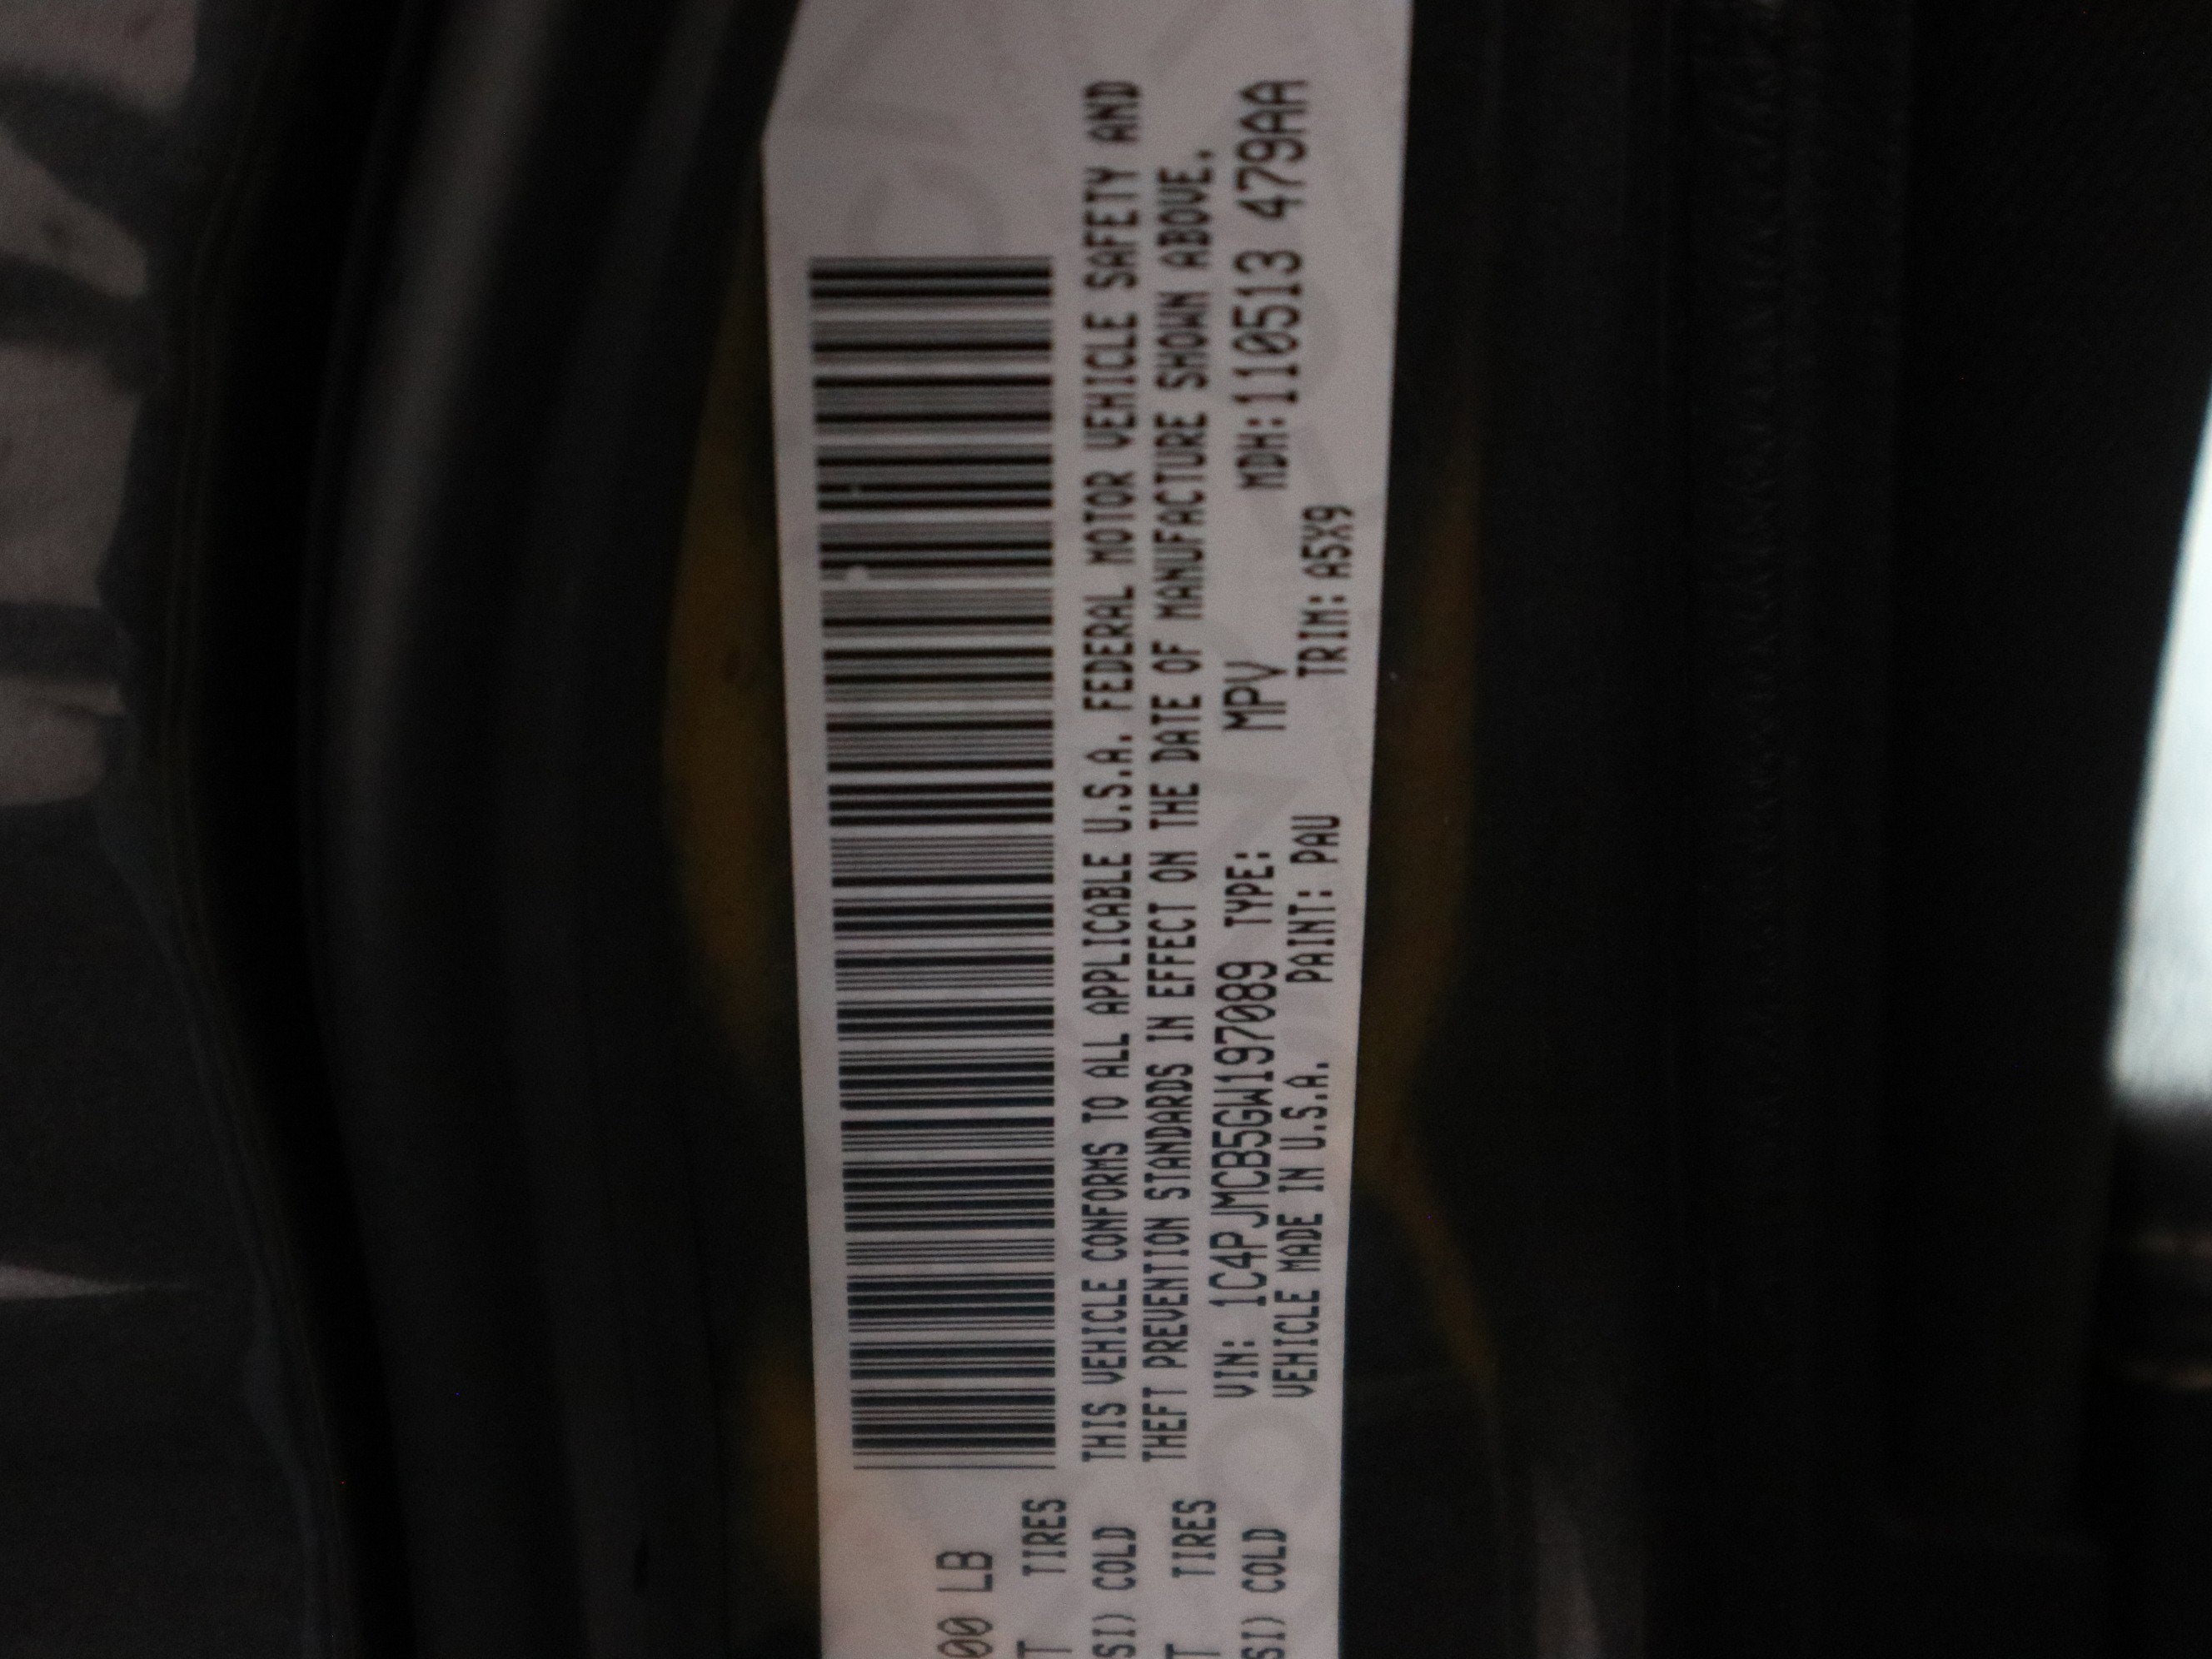 00 LB
T TIRES
SI) COLD
T TIRES
SI) COLD
THIS VEHICLE CONFORMS TO ALL APPLICABLE U.S.A. FEDERAL MOTOR VEHICLE SAFETY AND
THEFT PREVENTION STANDARDS IN EFFECT ON THE DATE OF MANUFACTURE SHOWN ABOVE.
VIN: 1C4PJMCB5GW197089 TYPE: MPV MDH:110513 479AA
VEHICLE MADE IN U.S.A. PAINT: PAU TRIM: A5X9